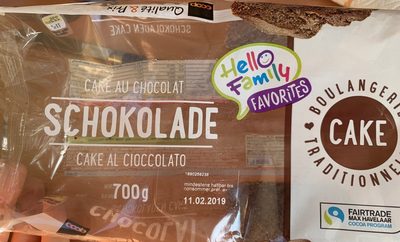 Qualité & Prix coop
SCHOKOLADEN CAKE
CAKE AU CHOCOLAT
SCHOKOLADE
CAKE AL CIOCCOLATO
700g
Hello
Family
FAVORITES
BOULANGERIE
CAKE
TRADITIONNEL
mindestens haltbar bis
11.02.2019
FAIRTRADE
MAX HAVELAAR
COCOA PROGRAM